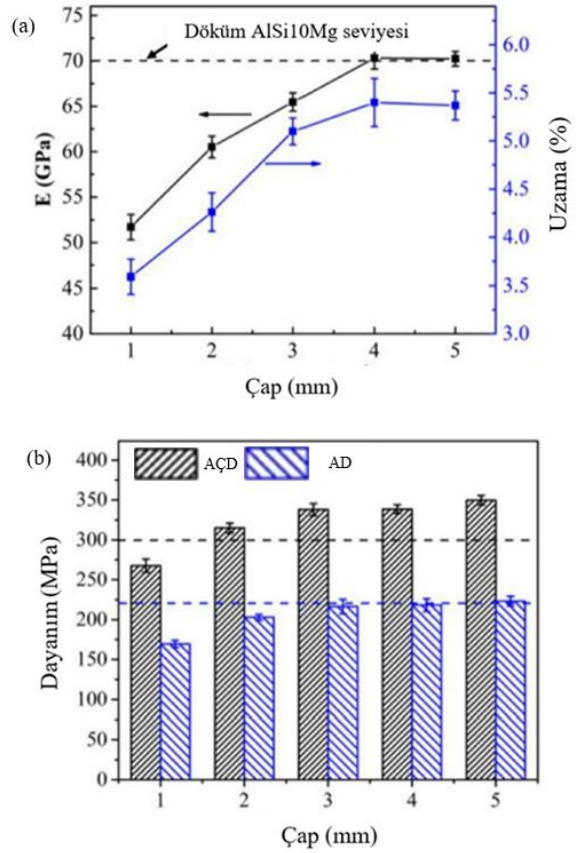 (a)
Döküm AlSi10Mg seviyesi
E (GPa)
70
65
60
55
50
45
40
6.0
5.5
5.0
4.5
4.0
3.5
3.0
Uzama (%)
1 2 3 4 5
Çap (mm)
(b)
AÇD AD
Dayanım (MPa)
400
350
300
250
200
150
100
50
0
1 2 3 4 5
Çap (mm)